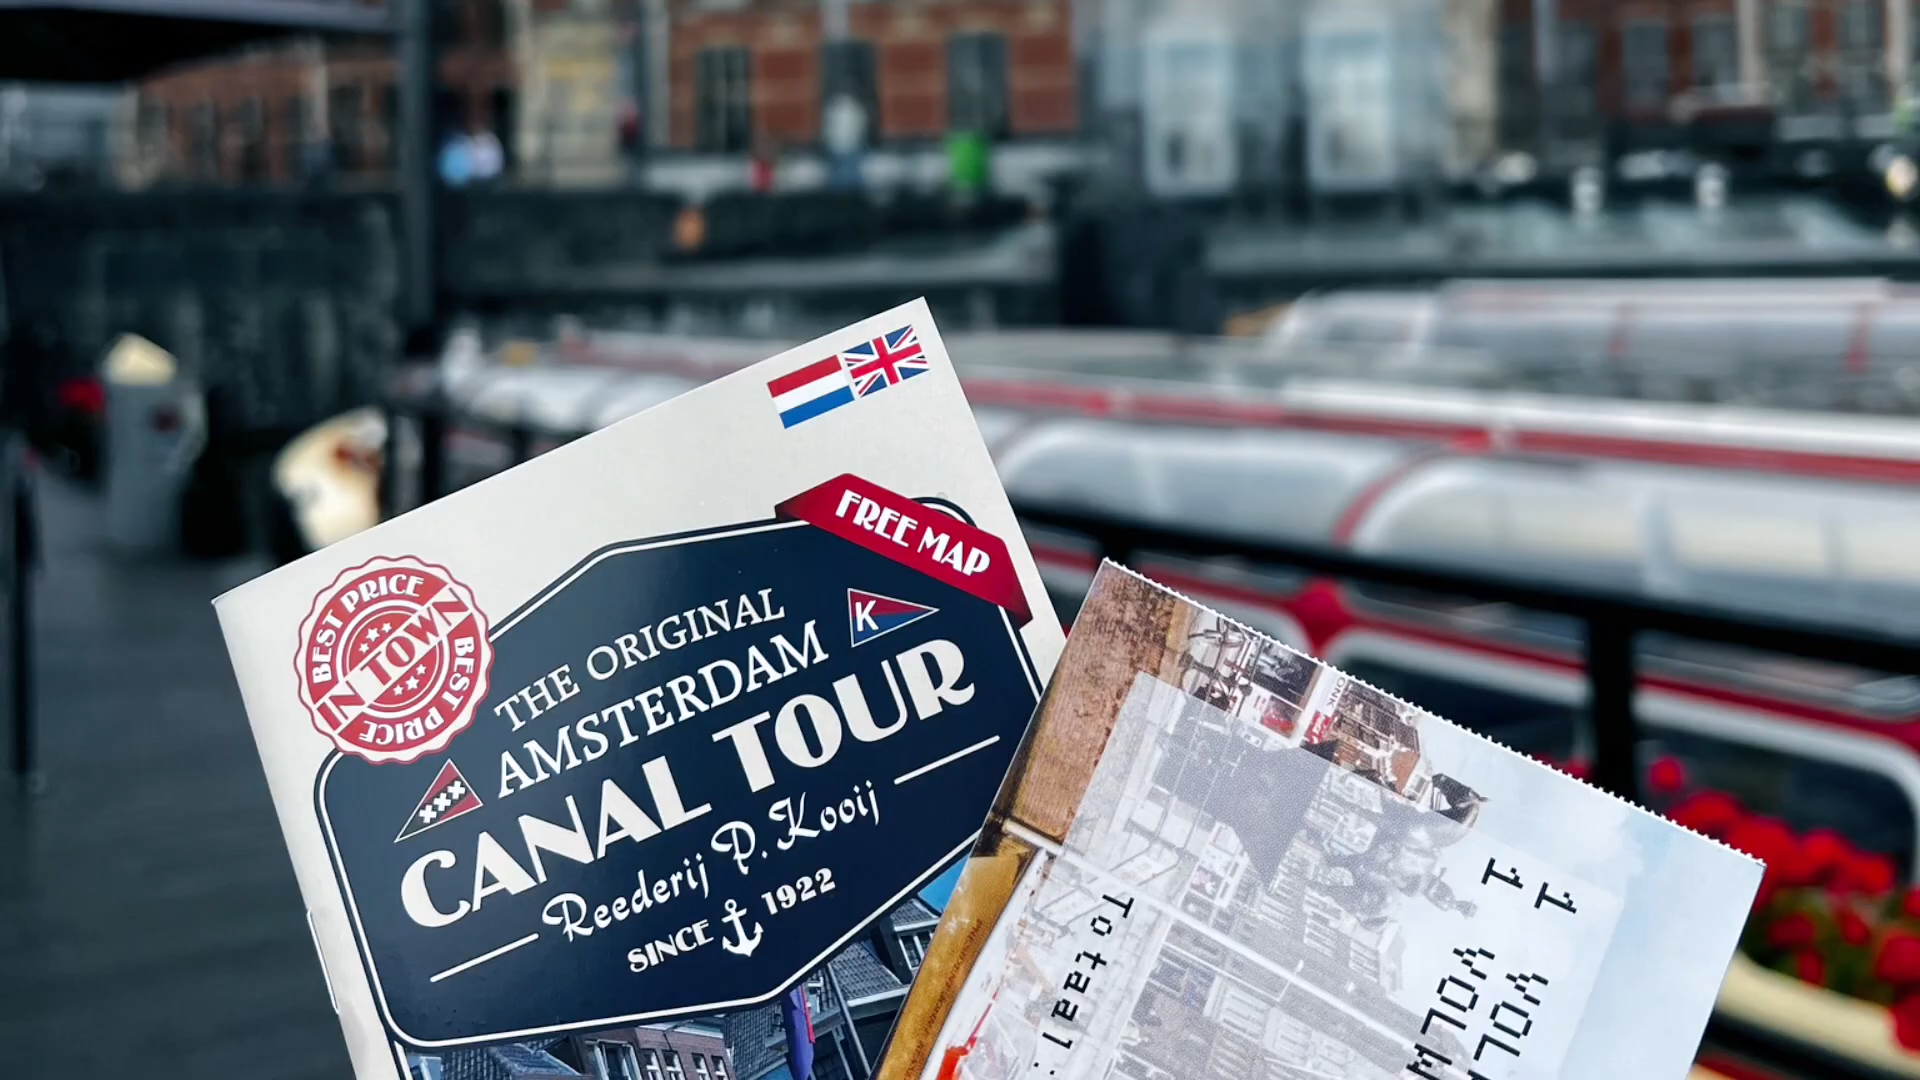 FREE MAP
BEST PRICE
IN TOWN
BEST PRICE
THE ORIGINAL
AMSTERDAM
K
CANAL TOUR
Reederij P. Kooij
SINCE 1922
Totaal:
1 VOLW
1 VOL